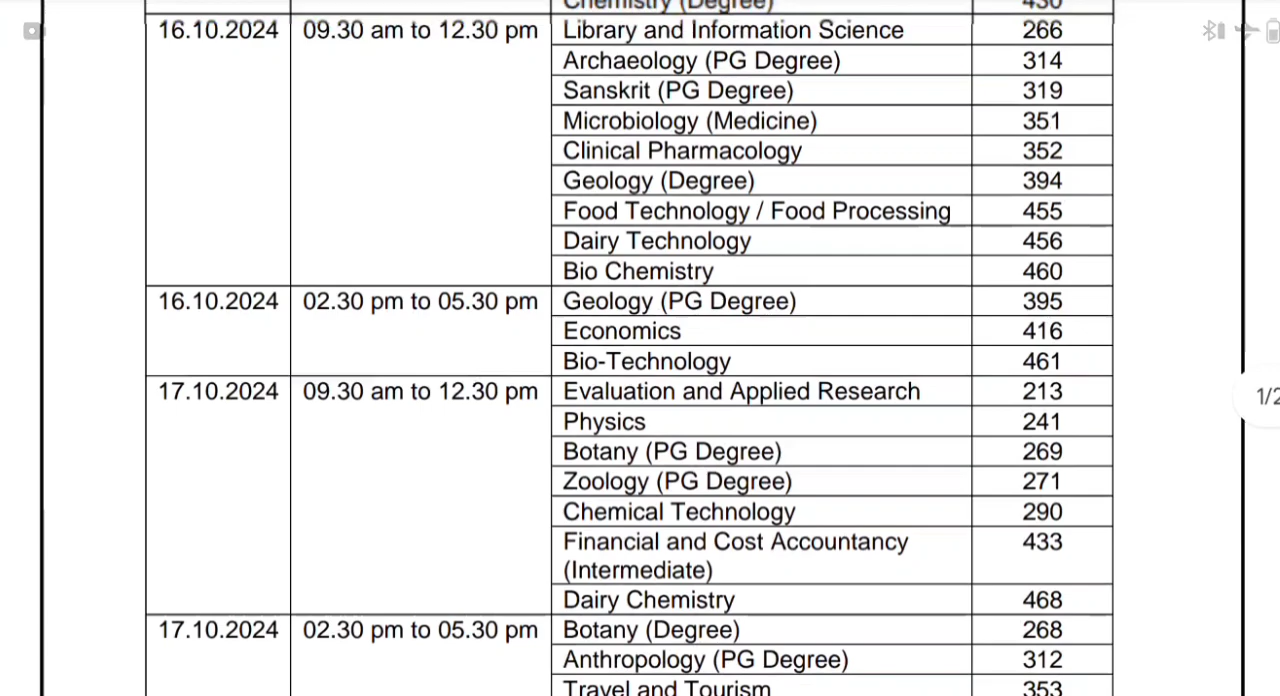 Chemistry (Degree) 430
16.10.2024 09.30 am to 12.30 pm Library and Information Science 266
Archaeology (PG Degree) 314
Sanskrit (PG Degree) 319
Microbiology (Medicine) 351
Clinical Pharmacology 352
Geology (Degree) 394
Food Technology / Food Processing 455
Dairy Technology 456
Bio Chemistry 460
16.10.2024 02.30 pm to 05.30 pm Geology (PG Degree) 395
Economics 416
Bio-Technology 461
17.10.2024 09.30 am to 12.30 pm Evaluation and Applied Research 213
Physics 241
Botany (PG Degree) 269
Zoology (PG Degree) 271
Chemical Technology 290
Financial and Cost Accountancy 433
(Intermediate)
Dairy Chemistry 468
17.10.2024 02.30 pm to 05.30 pm Botany (Degree) 268
Anthropology (PG Degree) 312
Travel and Tourism 353
1/2